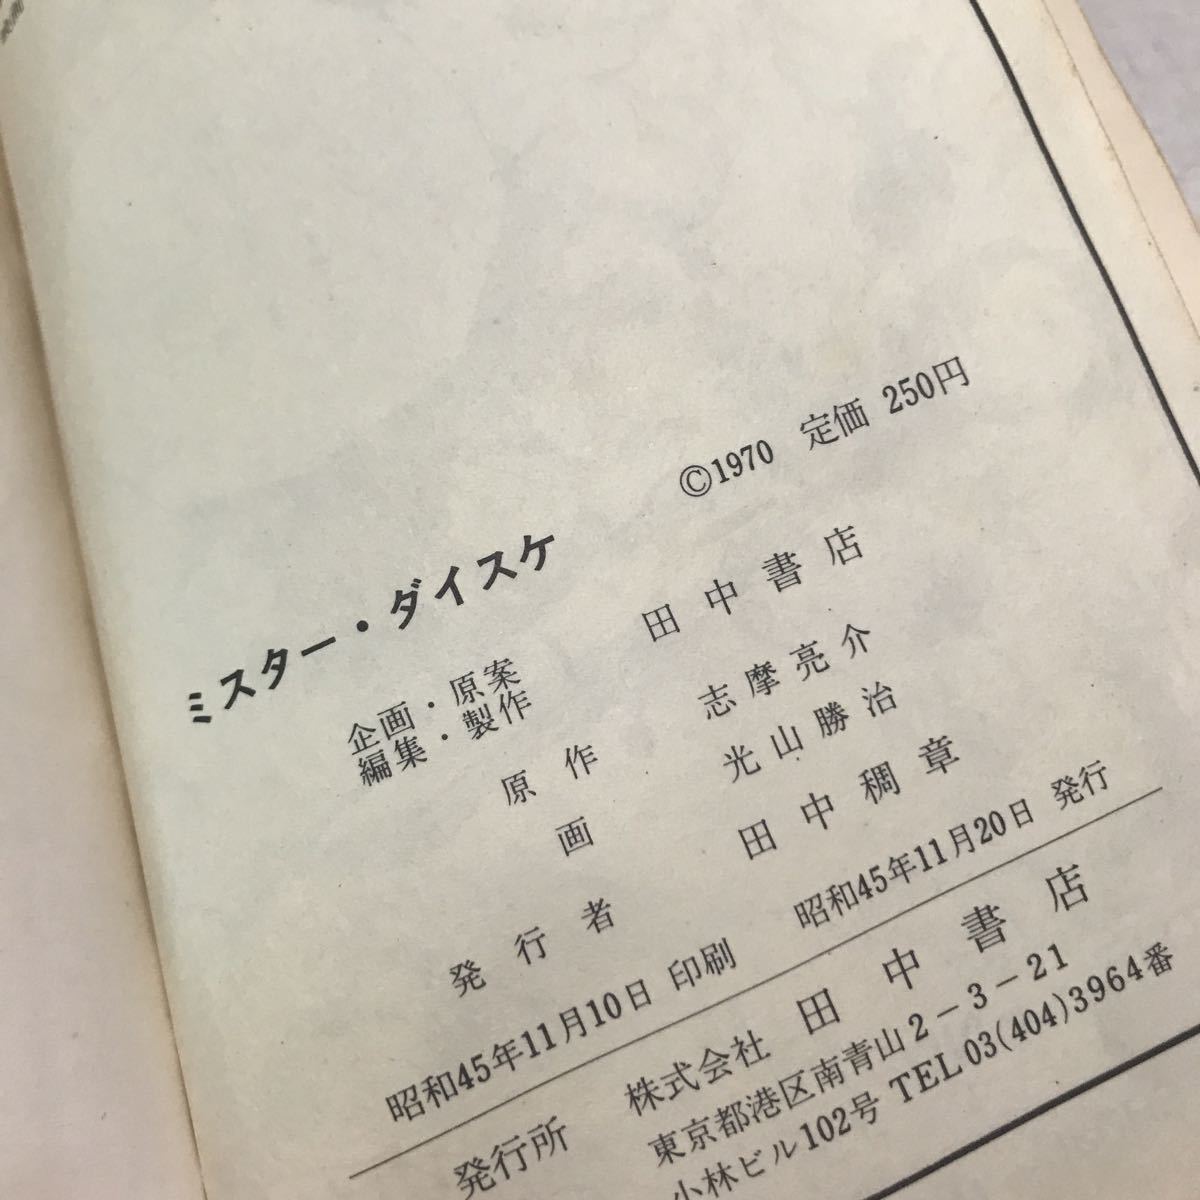 ©1970 定価 250円
ミスター・ダイスケ
企画・原案
編集・製作 田中書店
原作 志摩亮介
画 光山勝治
発行者 田中稠章
昭和45年11月10日 印刷 昭和45年11月20日 発行
発行所 株式会社 田中書店
東京都港区南青山2-3-21
小林ビル102号 TEL 03(404)3964番